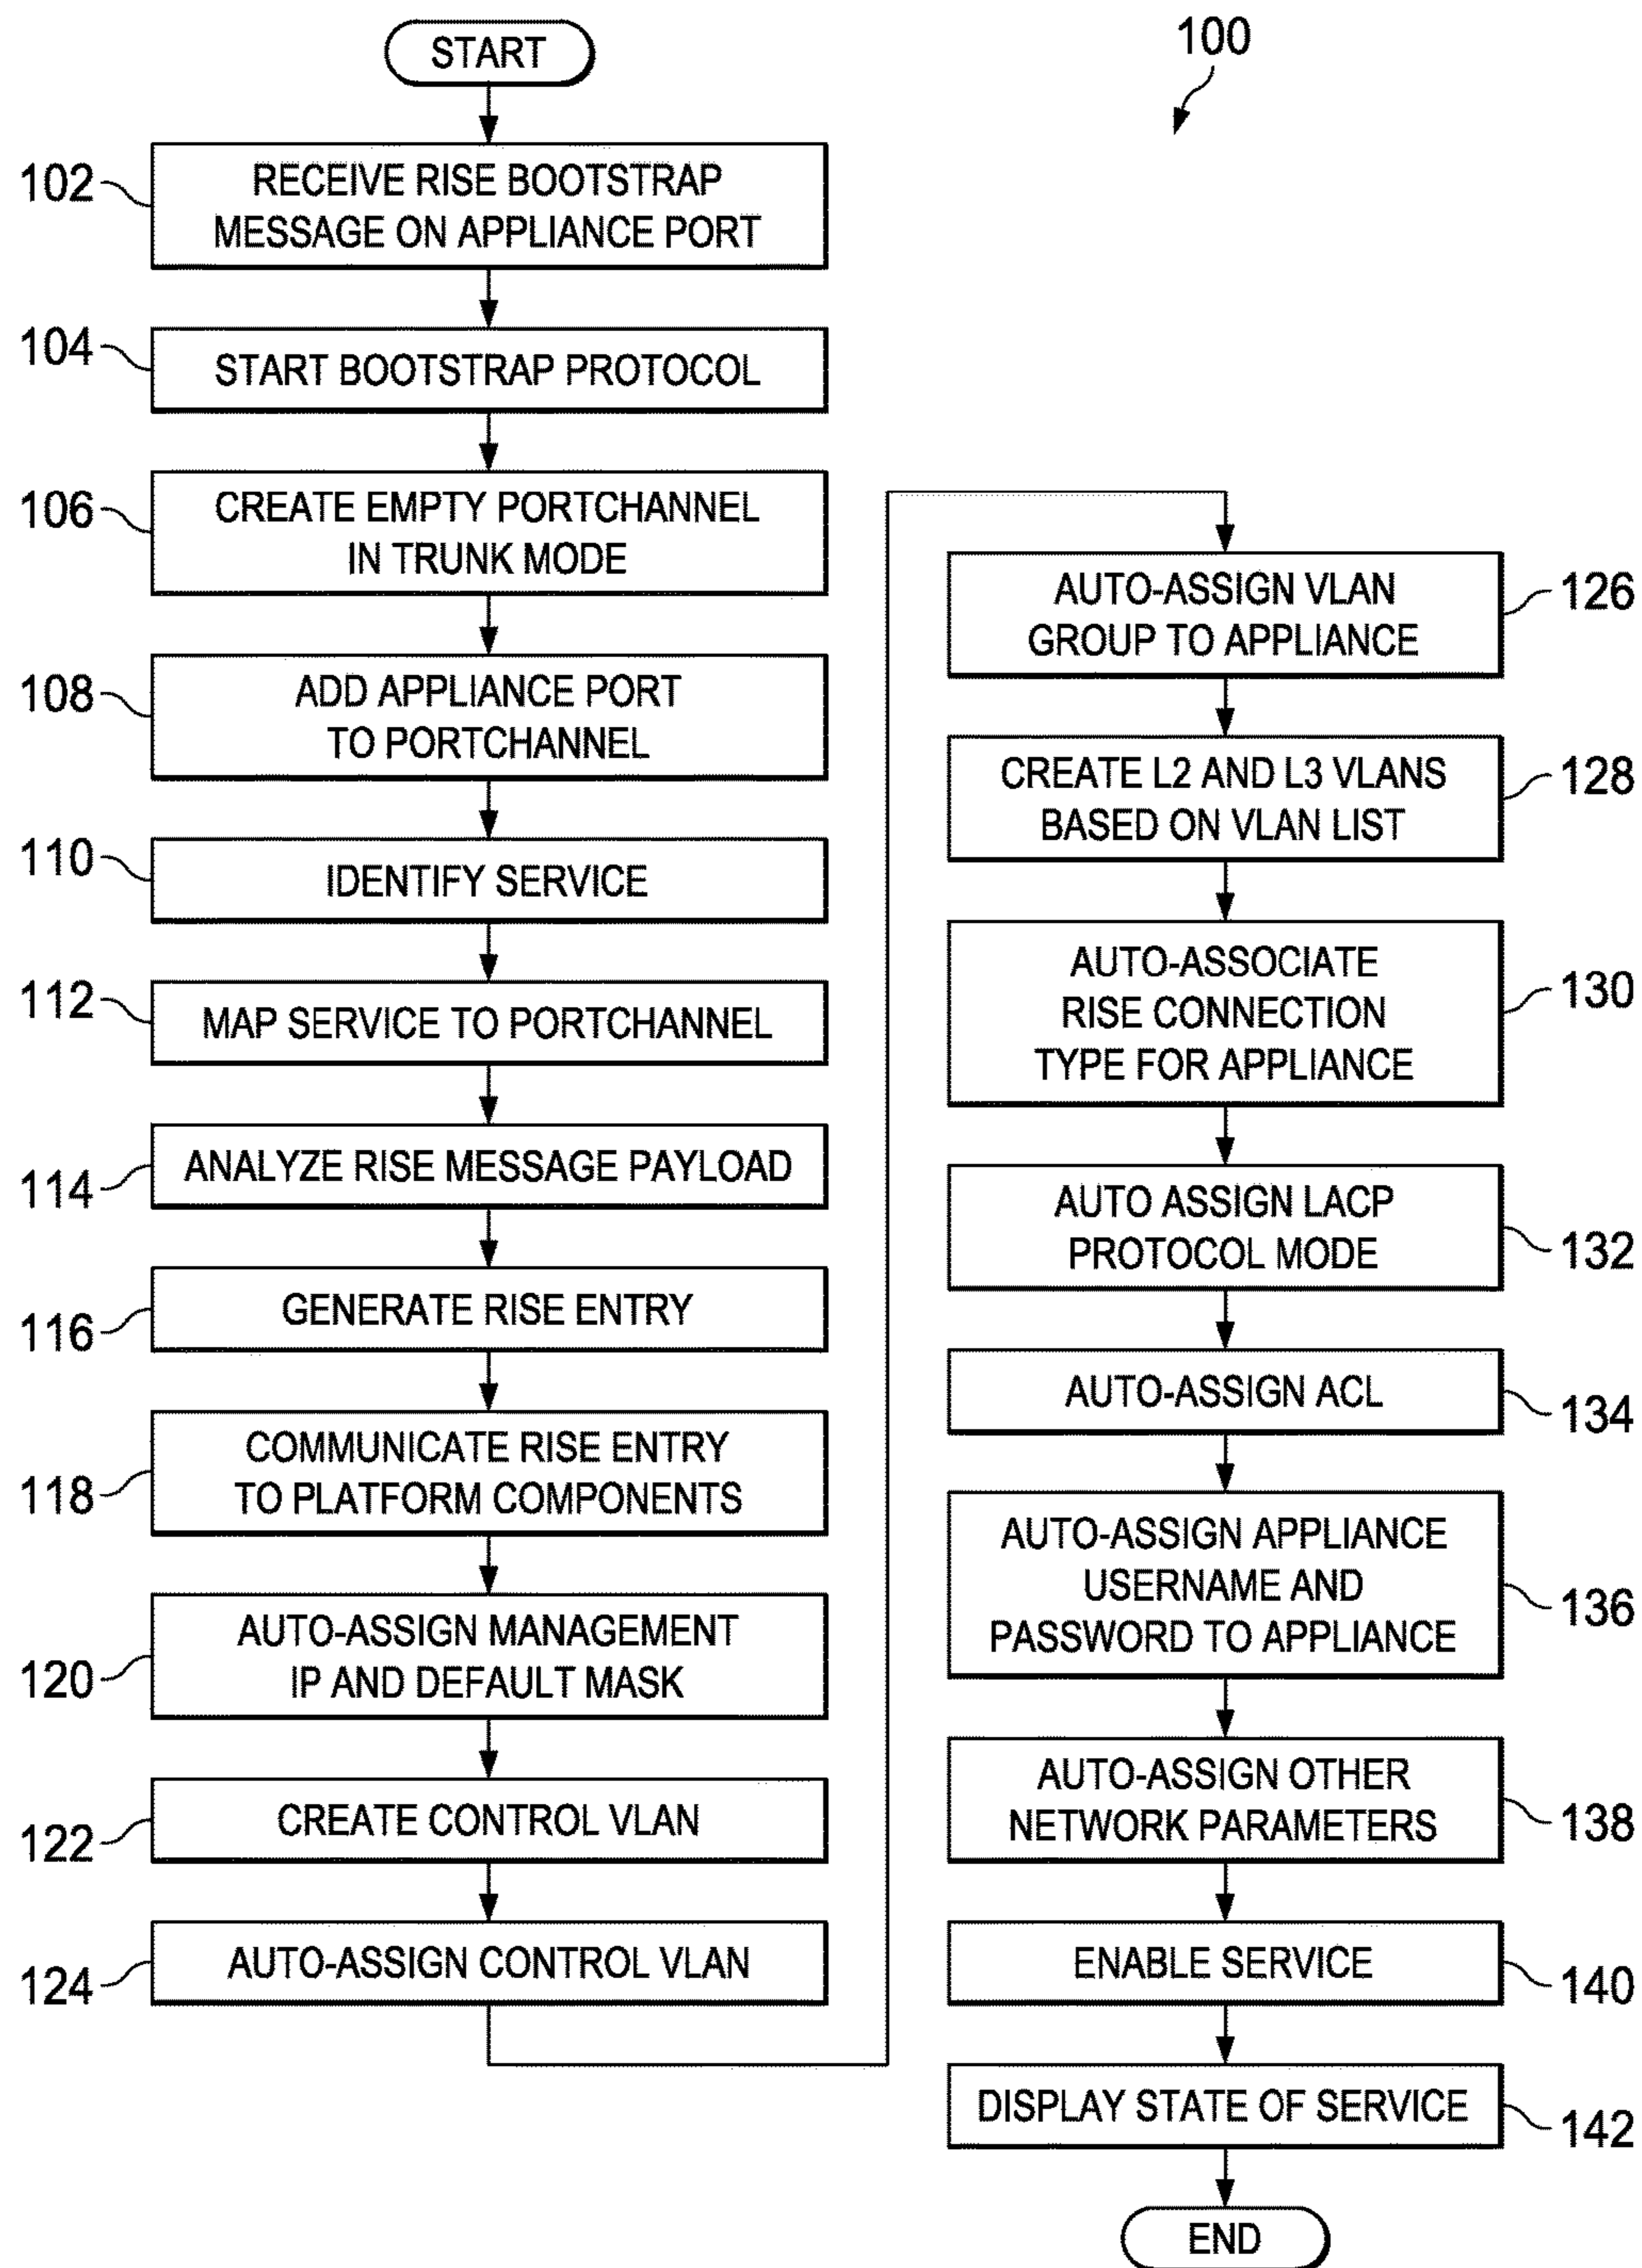 100
START
102
RECEIVE RISE BOOTSTRAP
MESSAGE ON APPLIANCE PORT
104
START BOOTSTRAP PROTOCOL
106
CREATE EMPTY PORTCHANNEL
IN TRUNK MODE
108
ADD APPLIANCE PORT
TO PORTCHANNEL
110
IDENTIFY SERVICE
112
MAP SERVICE TO PORTCHANNEL
114
ANALYZE RISE MESSAGE PAYLOAD
116
GENERATE RISE ENTRY
118
COMMUNICATE RISE ENTRY
TO PLATFORM COMPONENTS
120
AUTO-ASSIGN MANAGEMENT
IP AND DEFAULT MASK
122
CREATE CONTROL VLAN
124
AUTO-ASSIGN CONTROL VLAN
AUTO-ASSIGN VLAN
GROUP TO APPLIANCE
126
CREATE L2 AND L3 VLANS
BASED ON VLAN LIST
128
AUTO-ASSOCIATE
RISE CONNECTION
TYPE FOR APPLIANCE
130
AUTO ASSIGN LACP
PROTOCOL MODE
132
AUTO-ASSIGN ACL
134
AUTO-ASSIGN APPLIANCE
USERNAME AND
PASSWORD TO APPLIANCE
136
AUTO-ASSIGN OTHER
NETWORK PARAMETERS
138
ENABLE SERVICE
140
DISPLAY STATE OF SERVICE
142
END